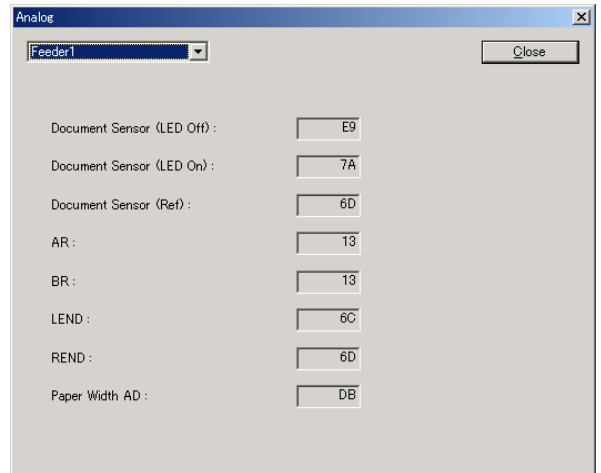 Analog
Feeder1
Close
Document Sensor (LED Off) : E9
Document Sensor (LED On) : 7A
Document Sensor (Ref) : 6D
AR : 13
BR : 13
LEND : 6C
REND : 6D
Paper Width AD : DB